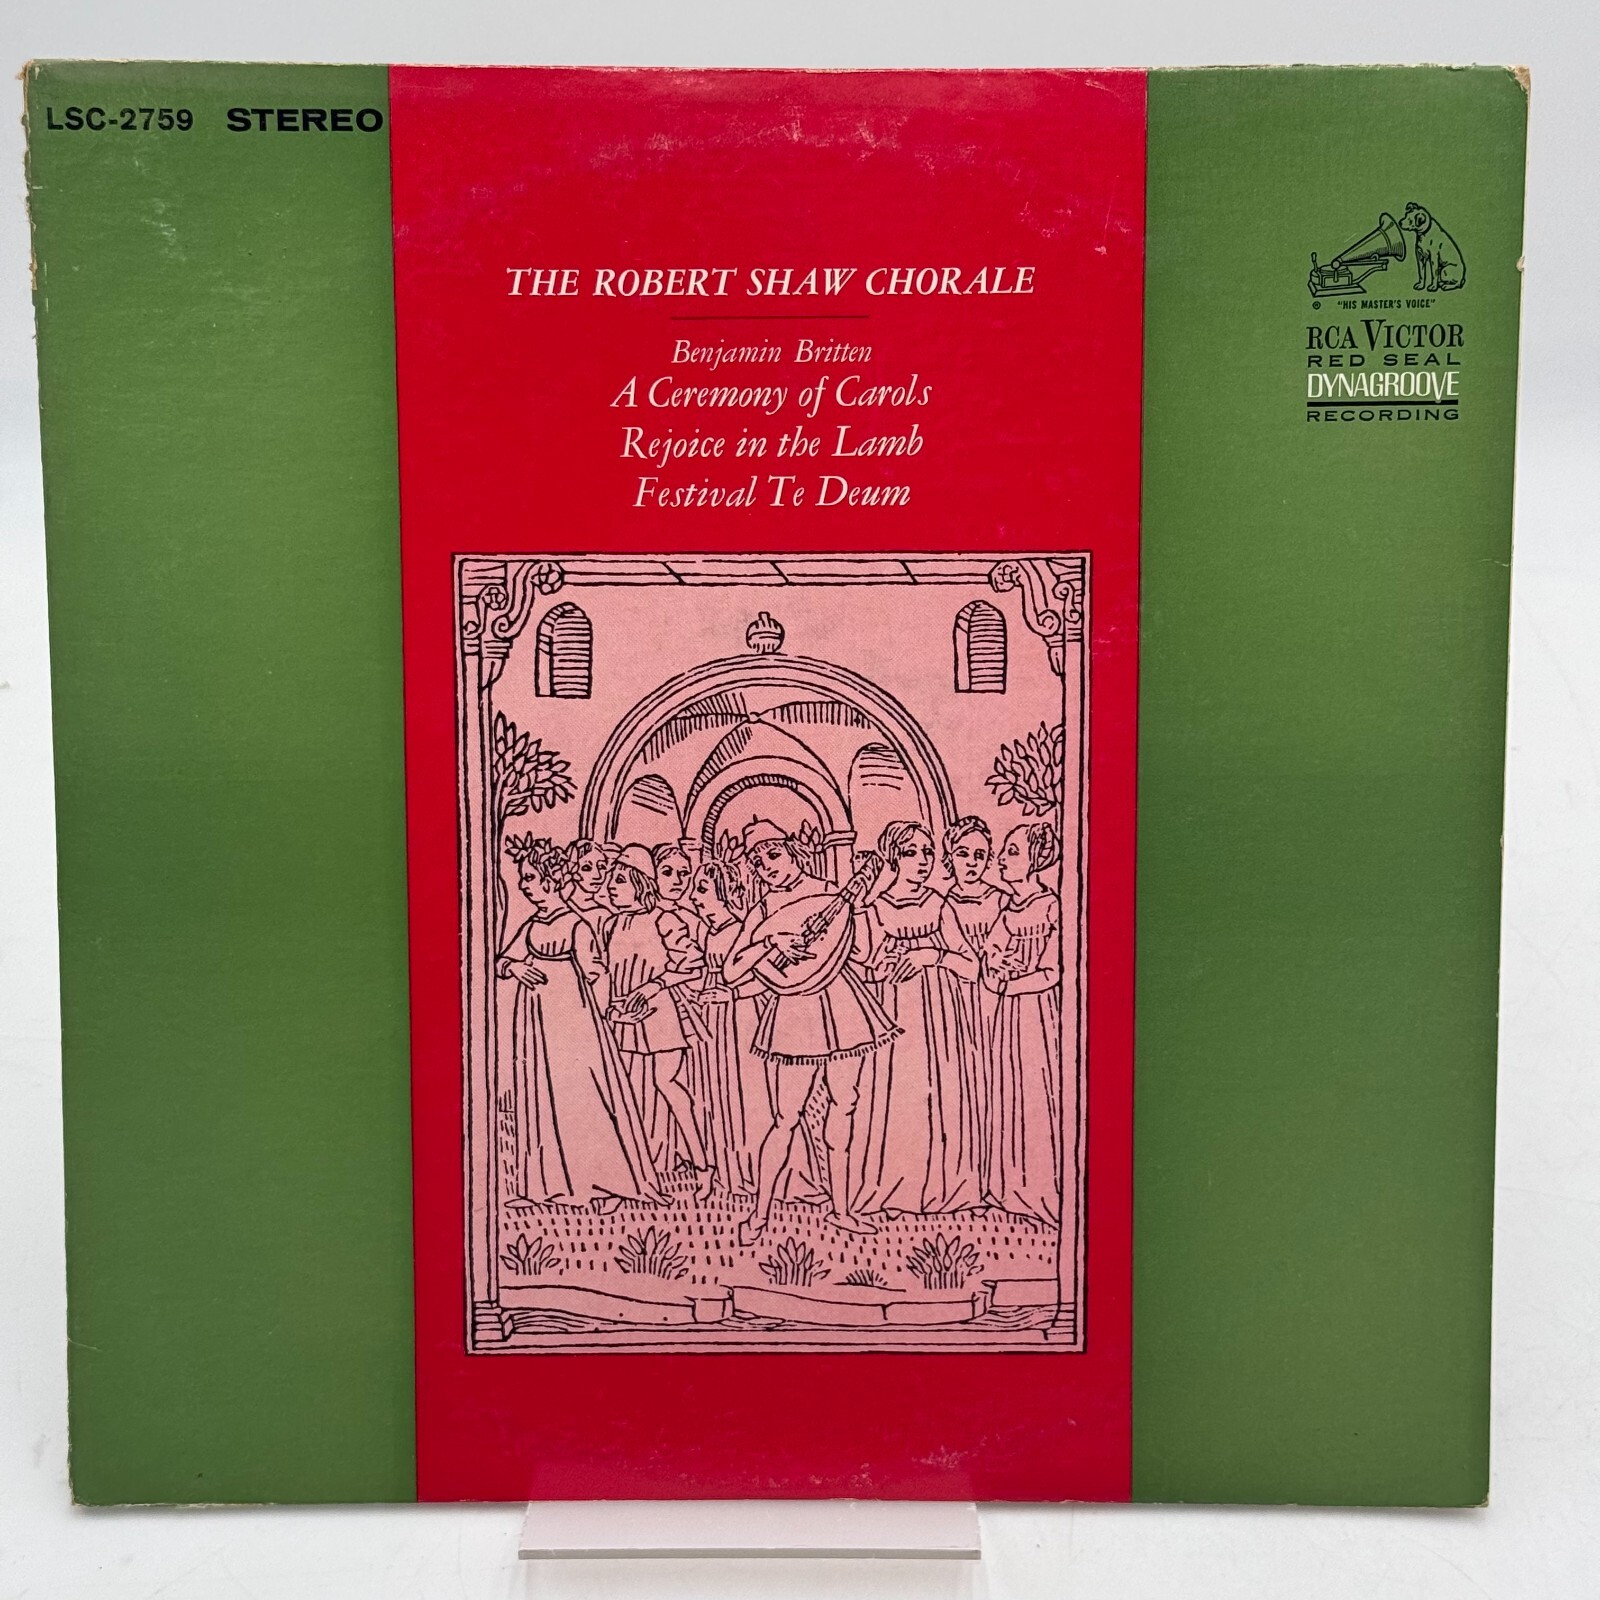 LSC-2759 STEREO
THE ROBERT SHAW CHORALE
Benjamin Britten
A Ceremony of Carols
Rejoice in the Lamb
Festival Te Deum
® "HIS MASTER'S VOICE"
RCA VICTOR
RED SEAL
DYNAGROOVE
RECORDING